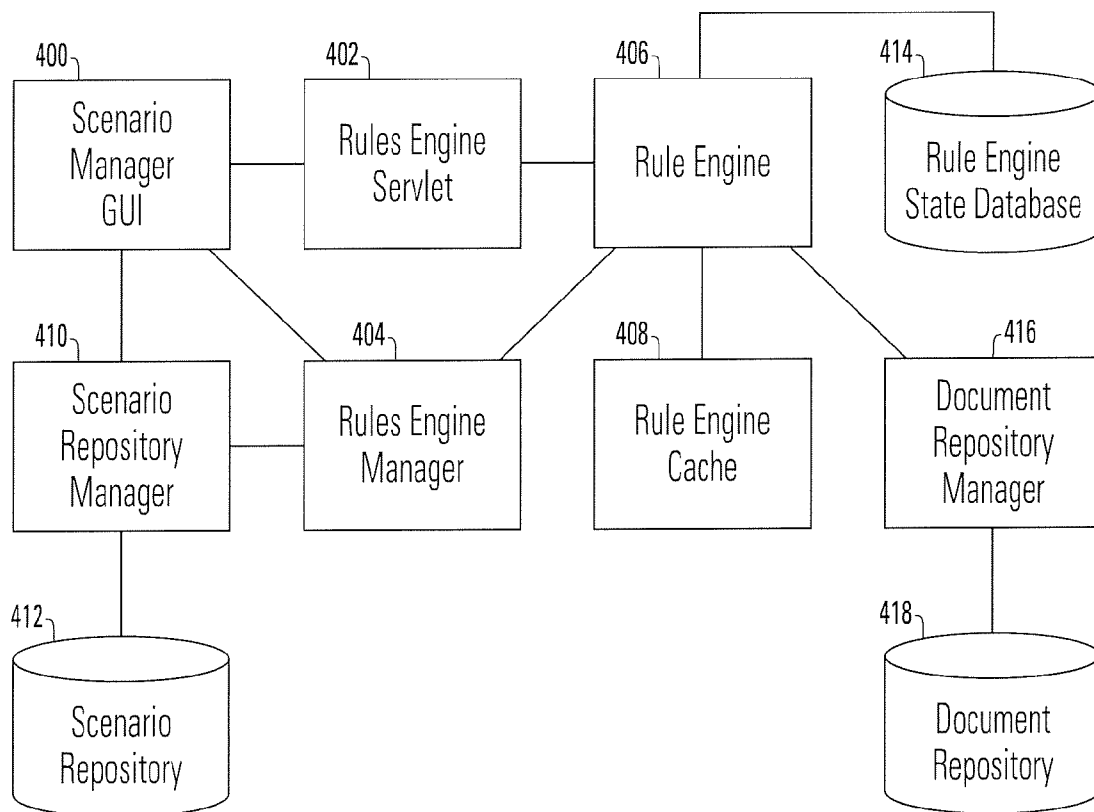 400
Scenario
Manager
GUI
402
Rules Engine
Servlet
406
Rule Engine
414
Rule Engine
State Database
410
Scenario
Repository
Manager
404
Rules Engine
Manager
408
Rule Engine
Cache
416
Document
Repository
Manager
412
Scenario
Repository
418
Document
Repository